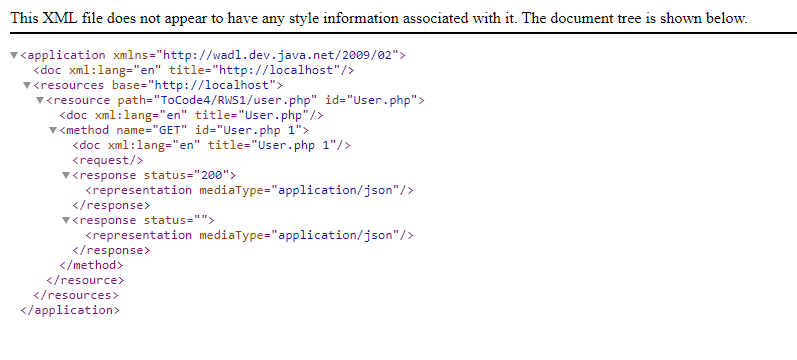 This XML file does not appear to have any style information associated with it. The document tree is shown below.
▼<application xmlns="http://wadl.dev.java.net/2009/02">
<doc xml:lang="en" title="http://localhost"/>
▼<resources base="http://localhost">
▼<resource path="ToCode4/RWS1/user.php" id="User.php">
<doc xml:lang="en" title="User.php"/>
▼<method name="GET" id="User.php 1">
<doc xml:lang="en" title="User.php 1"/>
<request/>
▼<response status="200">
<representation mediaType="application/json"/>
</response>
▼<response status="">
<representation mediaType="application/json"/>
</response>
</method>
</resource>
</resources>
</application>